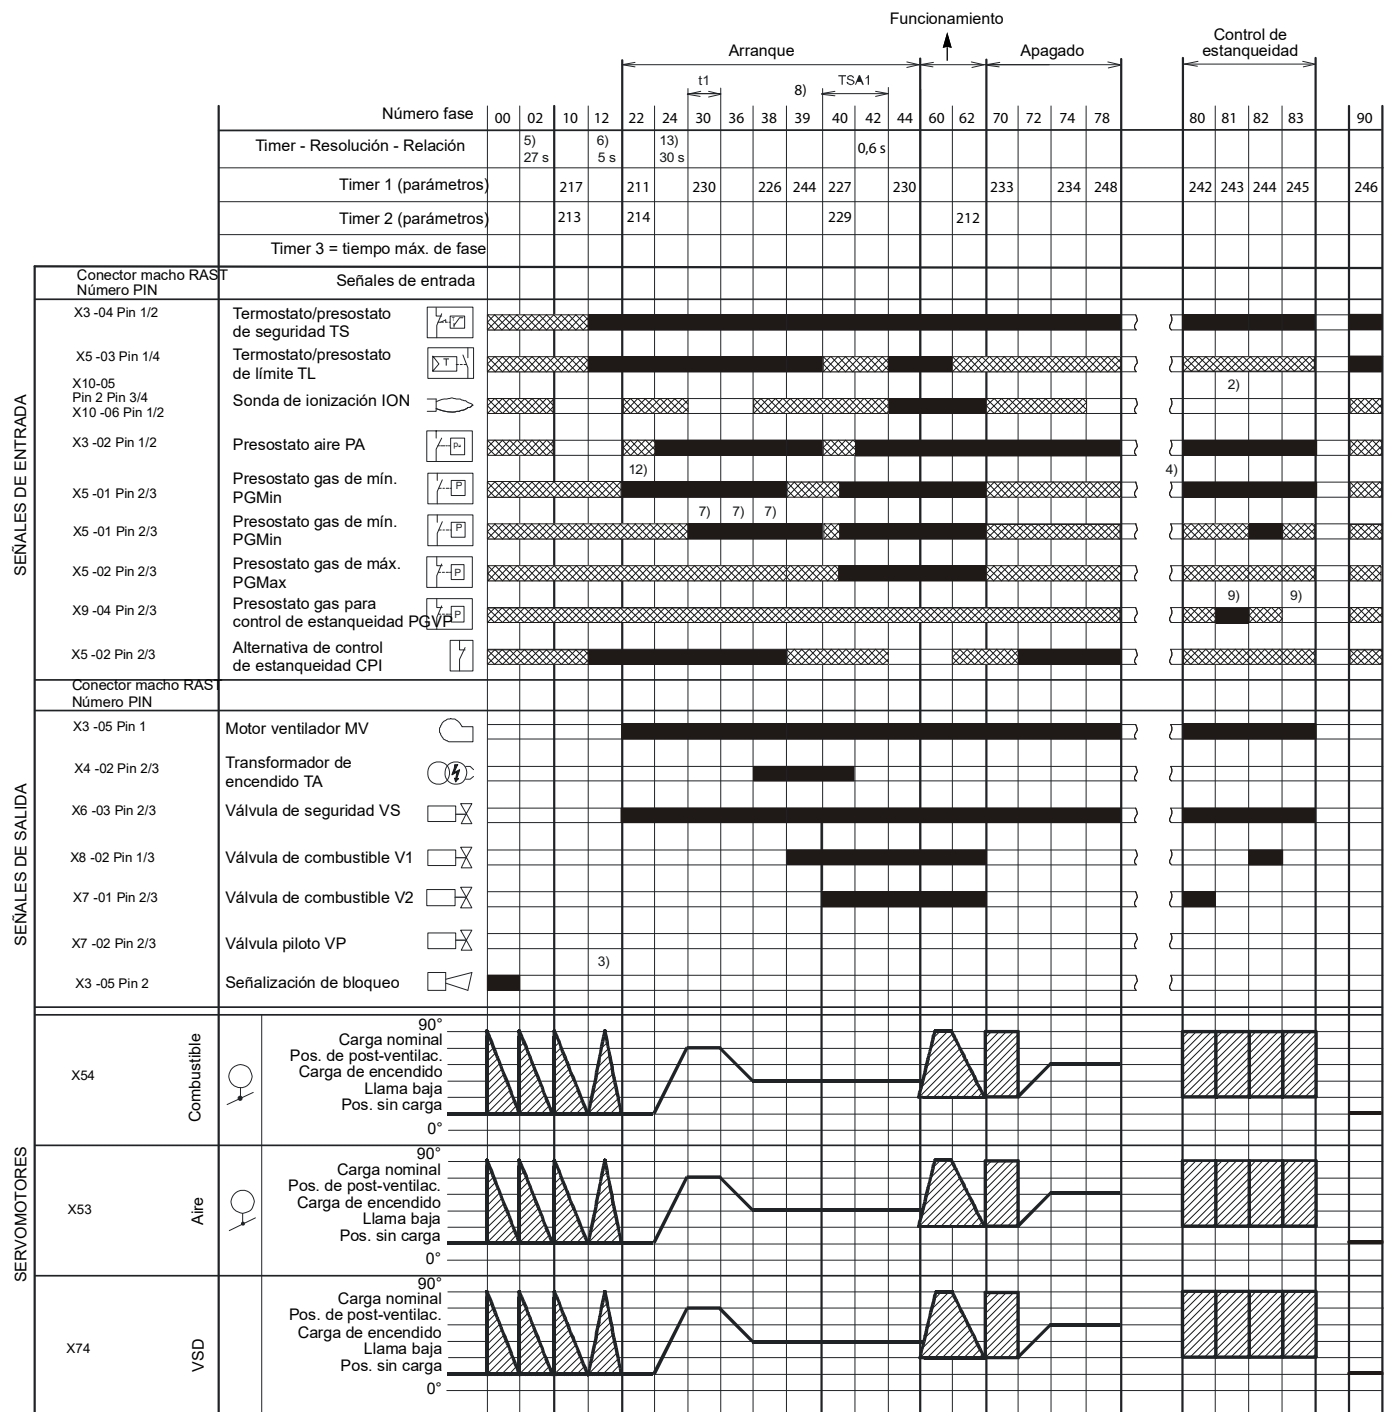 Funcionamiento
Arranque
Apagado
Control de
estanqueidad
t1
8)
TSA1
Número fase 00 02 10 12 22 24 30 36 38 39 40 42 44 60 62 70 72 74 78 80 81 82 83 90
Timer - Resolución - Relación 5) 27 s 6) 5 s 13) 30 s 0,6 s
Timer 1 (parámetros) 217 211 230 226 244 227 230 233 234 248 242 243 244 245 246
Timer 2 (parámetros) 213 214 229 212
Timer 3 = tiempo máx. de fase
SEÑALES DE ENTRADA
Conector macho RAST
Número PIN
Señales de entrada
X3 -04 Pin 1/2
Termostato/presostato
de seguridad TS
X5 -03 Pin 1/4
Termostato/presostato
de límite TL
T
X10-05
Pin 2 Pin 3/4
X10 -06 Pin 1/2
Sonda de ionización ION
2)
X3 -02 Pin 1/2
Presostato aire PA
P-
X5 -01 Pin 2/3
Presostato gas de mín.
PGMin
P
12)
4)
X5 -01 Pin 2/3
Presostato gas de mín.
PGMin
P
7) 7) 7)
X5 -02 Pin 2/3
Presostato gas de máx.
PGMax
P
X9 -04 Pin 2/3
Presostato gas para
control de estanqueidad PGVP
P
9) 9)
X5 -02 Pin 2/3
Alternativa de control
de estanqueidad CPI
SEÑALES DE SALIDA
Conector macho RAST
Número PIN
X3 -05 Pin 1
Motor ventilador MV
X4 -02 Pin 2/3
Transformador de
encendido TA
X6 -03 Pin 2/3
Válvula de seguridad VS
X8 -02 Pin 1/3
Válvula de combustible V1
X7 -01 Pin 2/3
Válvula de combustible V2
X7 -02 Pin 2/3
Válvula piloto VP
3)
X3 -05 Pin 2
Señalización de bloqueo
SERVOMOTORES
X54
Combustible
90°
Carga nominal
Pos. de post-ventilac.
Carga de encendido
Llama baja
Pos. sin carga
0°
X53
Aire
90°
Carga nominal
Pos. de post-ventilac.
Carga de encendido
Llama baja
Pos. sin carga
0°
X74
VSD
90°
Carga nominal
Pos. de post-ventilac.
Carga de encendido
Llama baja
Pos. sin carga
0°